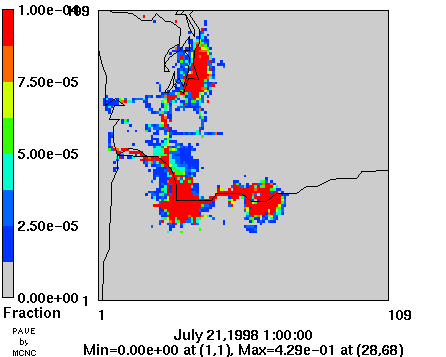 1.00e-04
109
7.50e-05
5.00e-05
2.50e-05
0.00e+00
1
Fraction
1
109
PAVE
by
MCNC
July 21,1998 1:00:00
Min=0.00e+00 at (1,1), Max=4.29e-01 at (28,68)